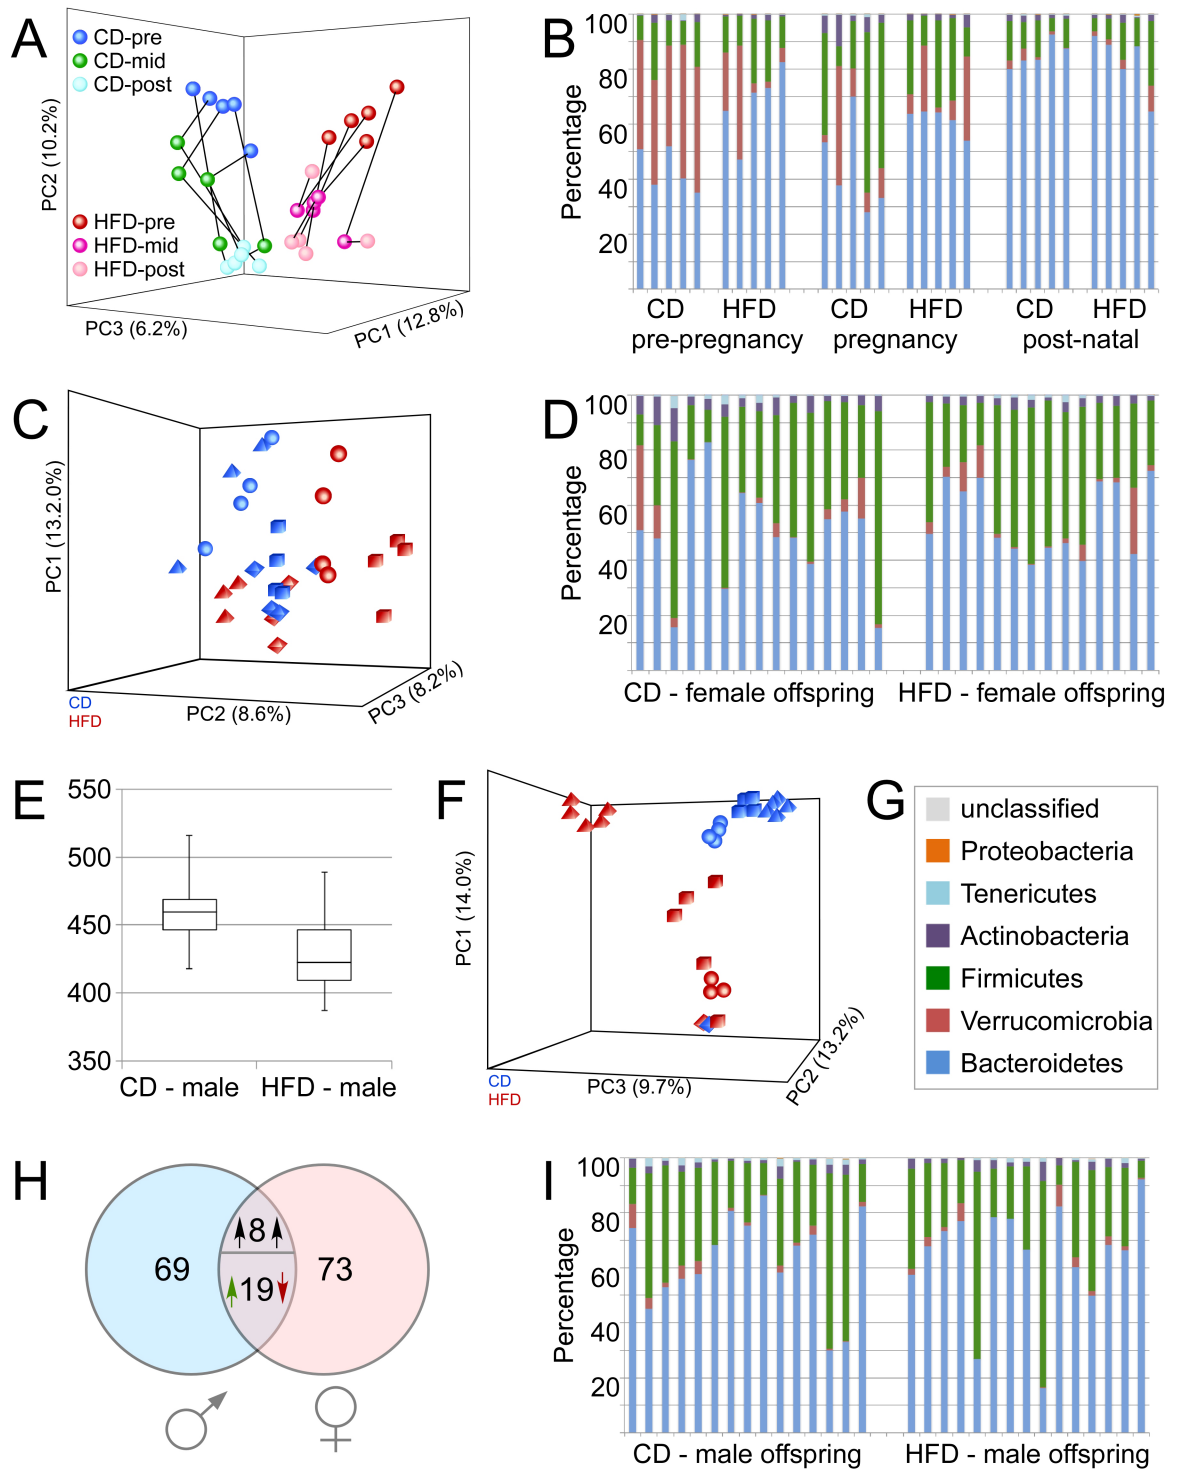 A
CD-pre
CD-mid
CD-post
PC2 (10.2%)
HFD-pre
HFD-mid
HFD-post
PC3 (6.2%)
PC1 (12.8%)
B
Percentage
100
80
60
40
20
CD
HFD
CD
HFD
CD
HFD
pre-pregnancy
pregnancy
post-natal
C
PC1 (13.2.0%)
CD
HFD
PC2 (8.6%)
PC3 (8.2%)
D
Percentage
100
80
60
40
20
CD - female offspring
HFD - female offspring
E
550
500
450
400
350
CD - male
HFD - male
F
PC1 (14.0%)
CD
HFD
PC3 (9.7%)
PC2 (13.2%)
G
unclassified
Proteobacteria
Tenericutes
Actinobacteria
Firmicutes
Verrucomicrobia
Bacteroidetes
H
8
69
73
19
I
Percentage
100
80
60
40
20
CD - male offspring
HFD - male offspring